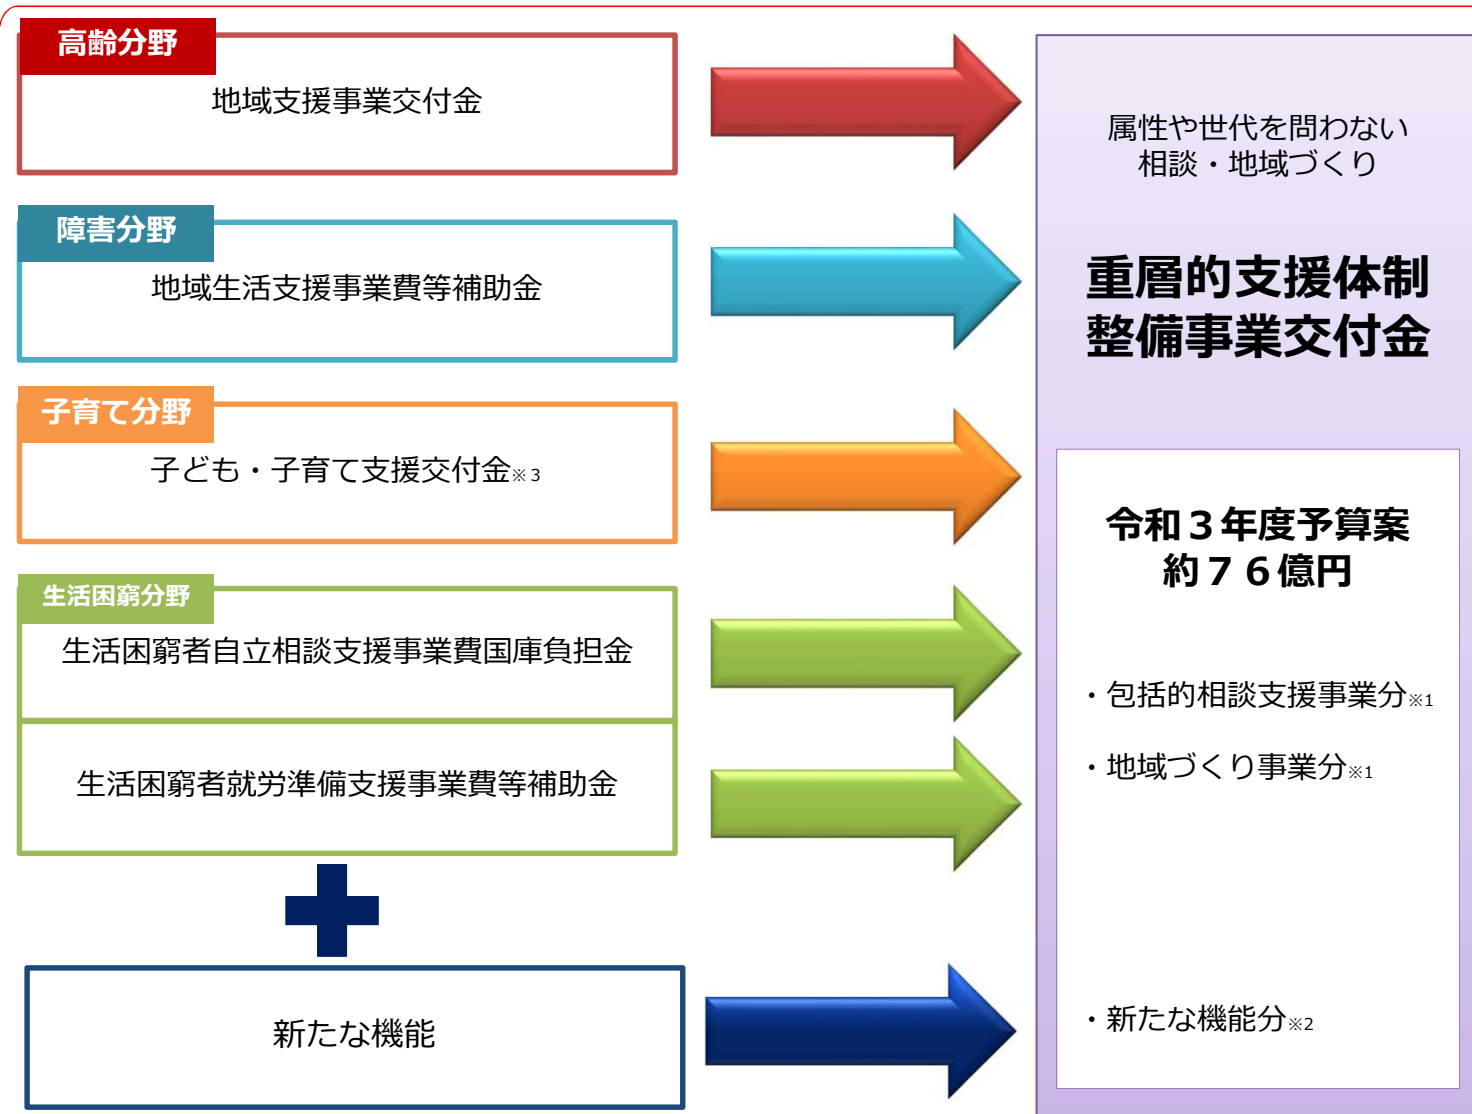 高齢分野
地域支援事業交付金
障害分野
地域生活支援事業費等補助金
子育て分野
子ども・子育て支援交付金※３
生活困窮分野
生活困窮者自立相談支援事業費国庫負担金
生活困窮者就労準備支援事業費等補助金
新たな機能
属性や世代を問わない
相談・地域づくり
重層的支援体制
整備事業交付金
令和３年度予算案
約７６億円
・包括的相談支援事業分※1
・地域づくり事業分※1
・新たな機能分※2